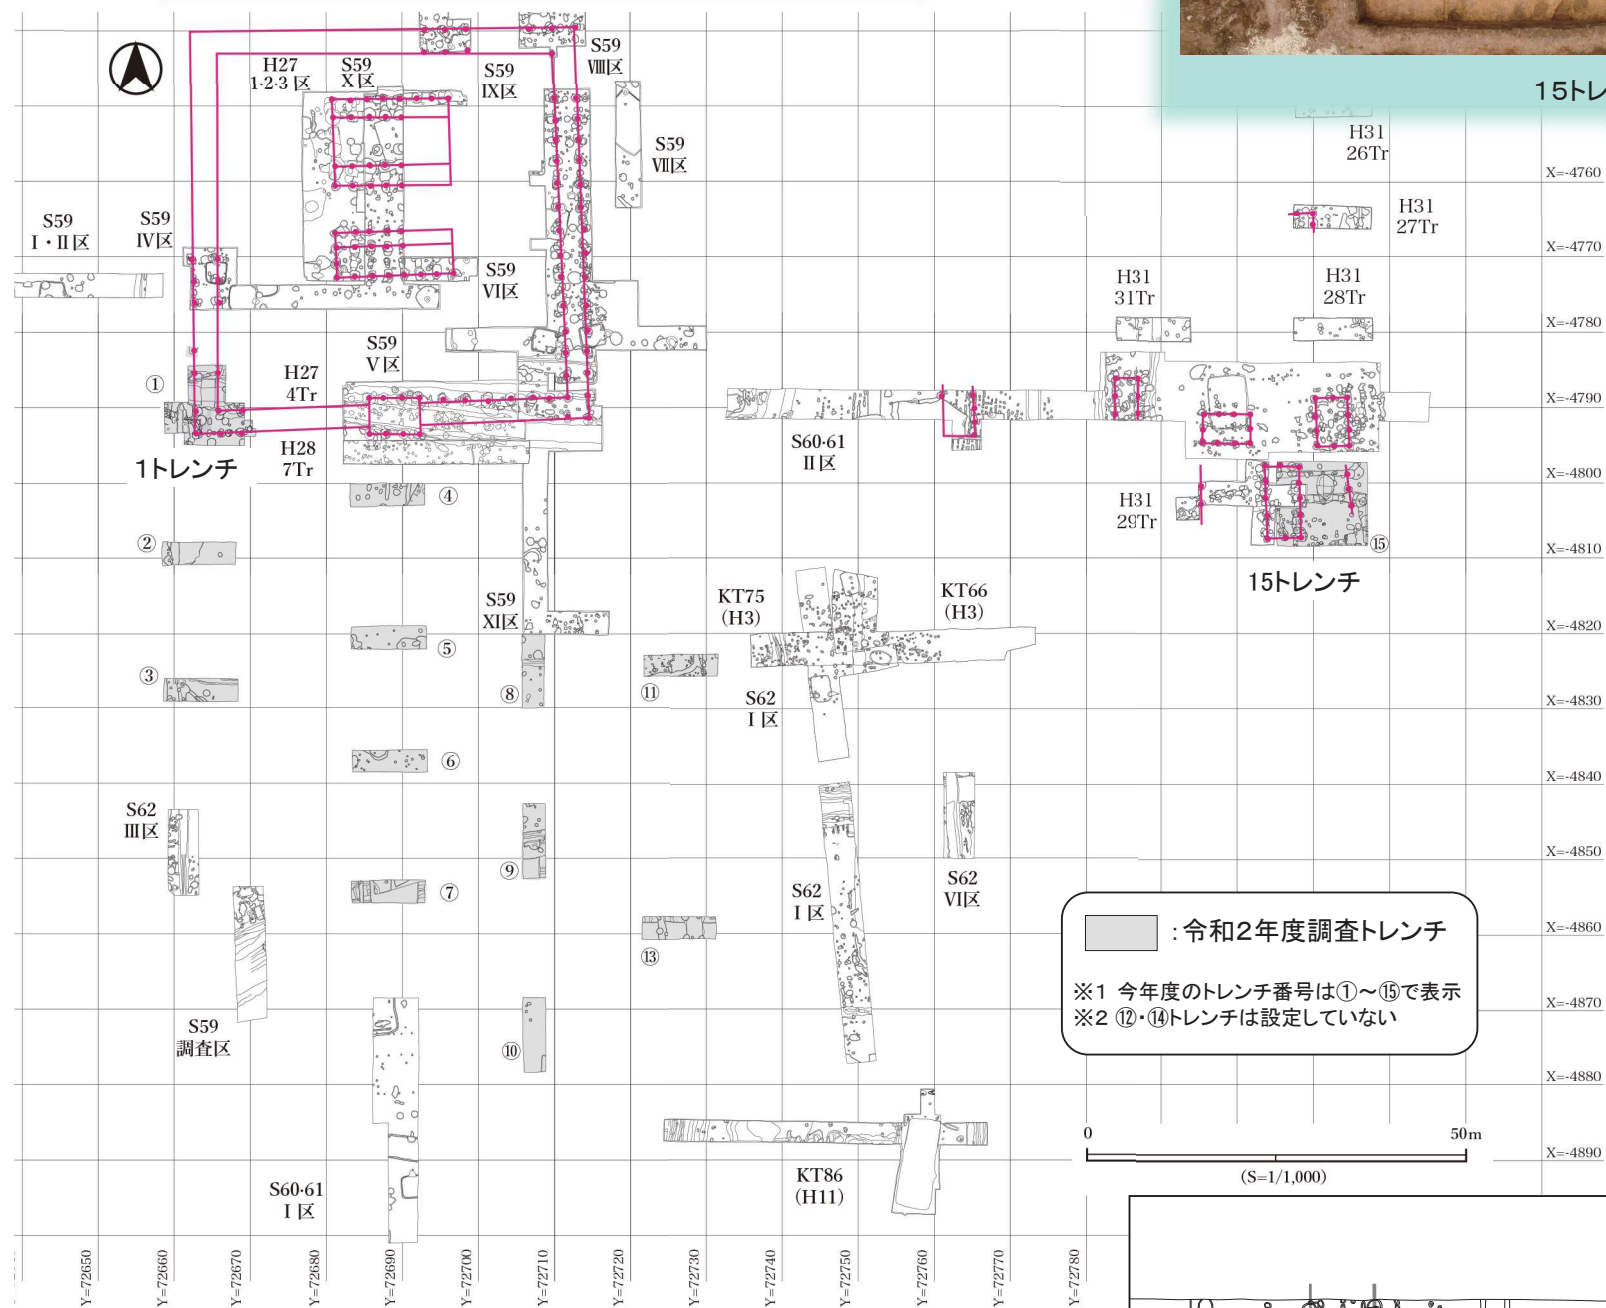 15トレ
H31
26Tr
S59
Ⅷ区
H27
1·2·3 区
S59
Ⅹ区
S59
Ⅸ区
S59
Ⅶ区
X=-4760
H31
27Tr
S59
Ⅰ・Ⅱ区
S59
Ⅳ区
X=-4770
S59
Ⅵ区
H31
31Tr
H31
28Tr
X=-4780
S59
Ⅴ区
①
H27
4Tr
X=-4790
H28
7Tr
1トレンチ
S60·61
Ⅱ区
X=-4800
④
H31
29Tr
⑮
②
X=-4810
15トレンチ
KT75
(H3)
KT66
(H3)
S59
Ⅺ区
X=-4820
⑤
③
⑧
⑪
S62
Ⅰ区
X=-4830
⑥
X=-4840
S62
Ⅲ区
X=-4850
⑨
⑦
S62
Ⅰ区
S62
Ⅵ区
:令和2年度調査トレンチ
X=-4860
⑬
※1 今年度のトレンチ番号は①~⑮で表示
※2 ⑫・⑭トレンチは設定していない
X=-4870
S59
調査区
⑩
X=-4880
0
50m
X=-4890
(S=1/1,000)
KT86
(H11)
S60·61
Ⅰ区
Y=72650
Y=72660
Y=72670
Y=72680
Y=72690
Y=72700
Y=72710
Y=72720
Y=72730
Y=72740
Y=72750
Y=72760
Y=72770
Y=72780